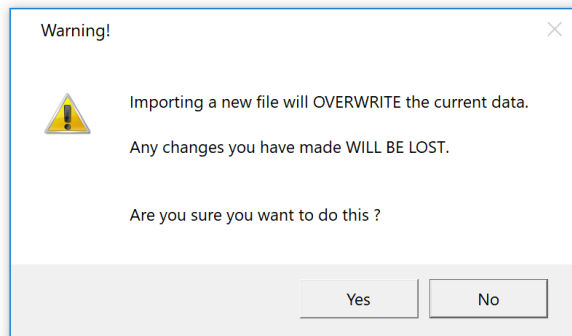 Warning!
Importing a new file will OVERWRITE the current data.
Any changes you have made WILL BE LOST.
Are you sure you want to do this ?
Yes
No